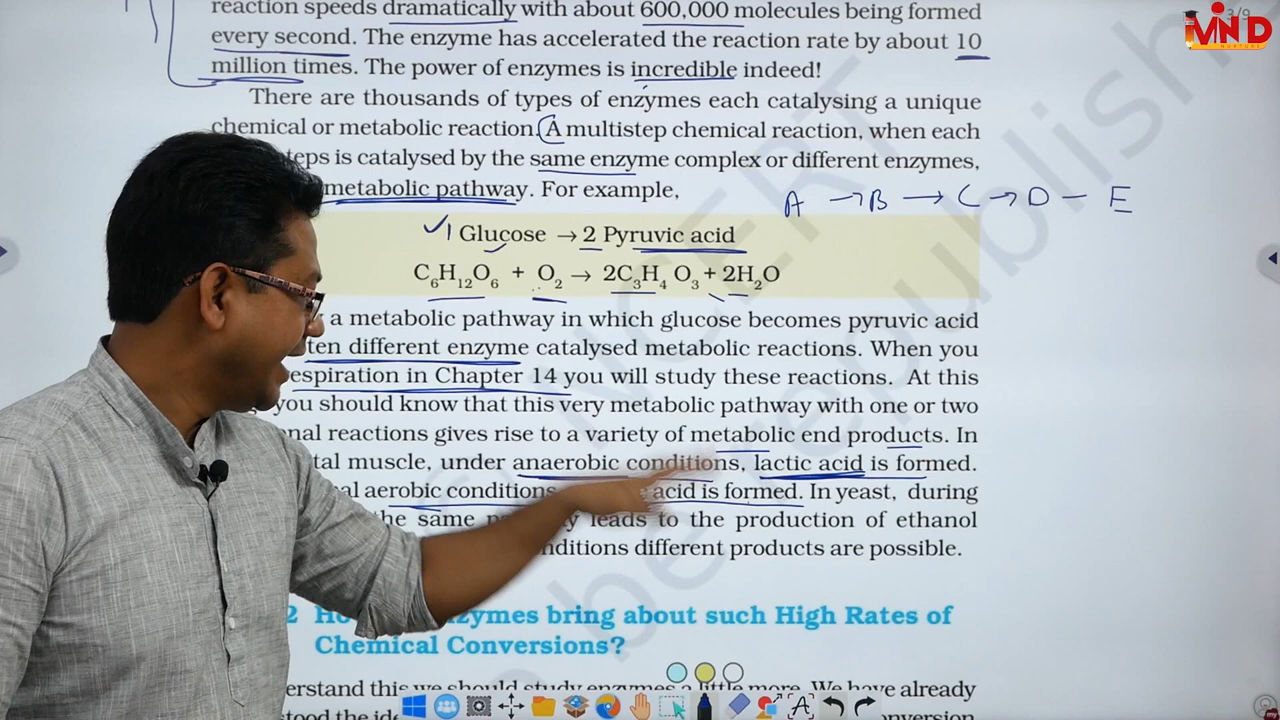 reaction speeds dramatically with about 600,000 molecules being formed
every second. The enzyme has accelerated the reaction rate by about 10
million times. The power of enzymes is incredible indeed!
There are thousands of types of enzymes each catalysing a unique
chemical or metabolic reaction. A multistep chemical reaction, when each
steps is catalysed by the same enzyme complex or different enzymes,
metabolic pathway. For example,
A → B → C → D – E
1 Glucose → 2 Pyruvic acid
C6H12O6 + O2 → 2C3H4 O3 + 2H2O
a metabolic pathway in which glucose becomes pyruvic acid
ten different enzyme catalysed metabolic reactions. When you
espiration in Chapter 14 you will study these reactions. At this
you should know that this very metabolic pathway with one or two
nal reactions gives rise to a variety of metabolic end products. In
tal muscle, under anaerobic conditions, lactic acid is formed.
al aerobic conditions acid is formed. In yeast, during
the same leads to the production of ethanol
nditions different products are possible.
2 enzymes bring about such High Rates of
Chemical Conversions?
erstand this we should study enzymes a little more. We have already
MIND
NURTURE
3/9